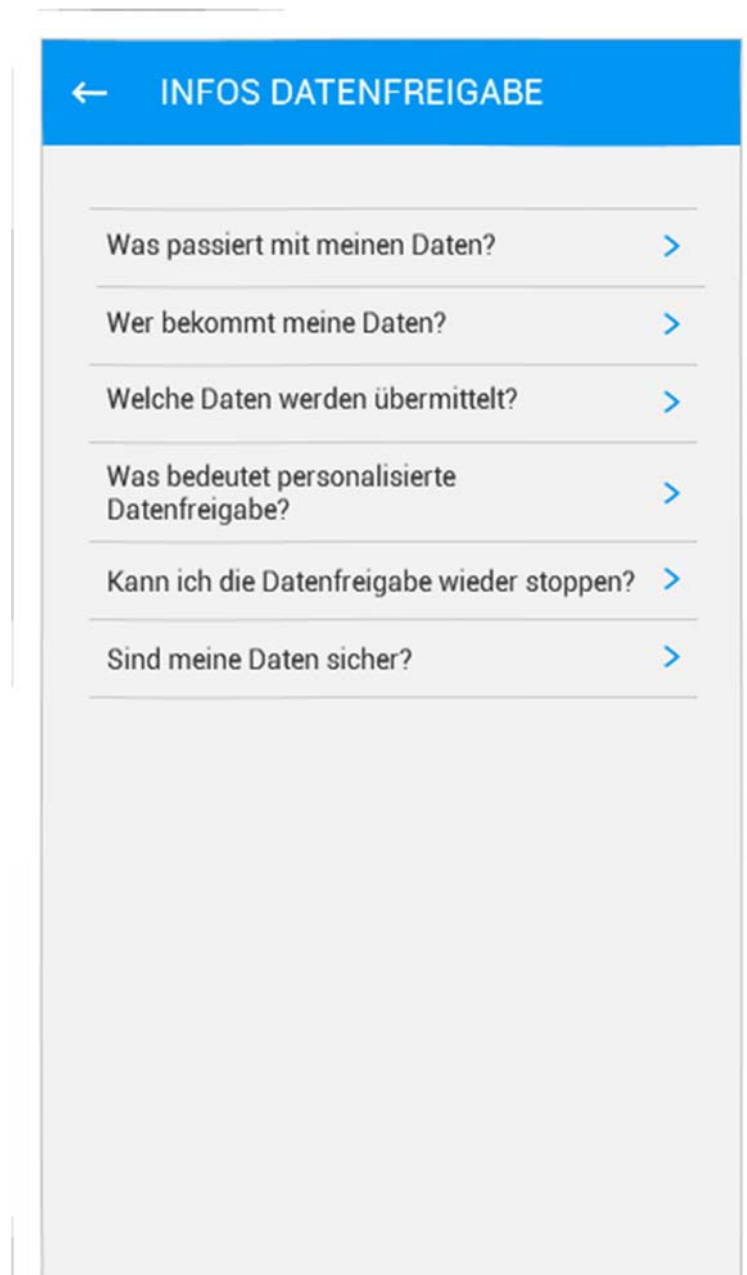 INFOS DATENFREIGABE
Was passiert mit meinen Daten?
Wer bekommt meine Daten?
Welche Daten werden übermittelt?
Was bedeutet personalisierte
Datenfreigabe?
Kann ich die Datenfreigabe wieder stoppen?
Sind meine Daten sicher?